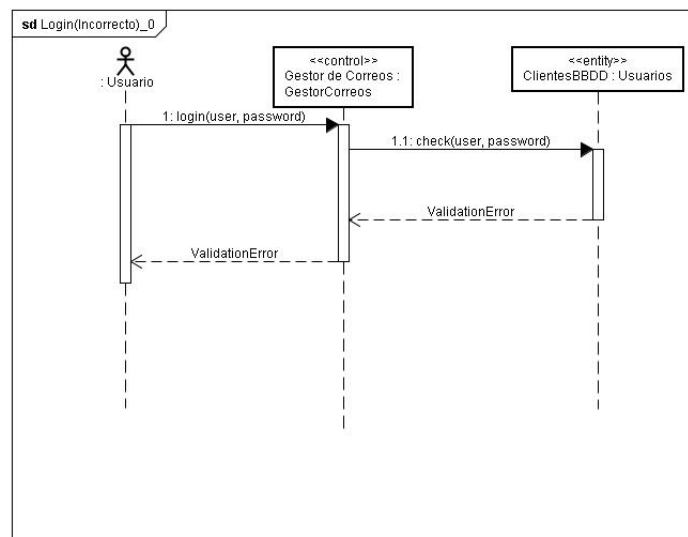 sd Login(Incorrecto)_0
: Usuario
<<control>>
Gestor de Correos :
GestorCorreos
<<entity>>
ClientesBBDD : Usuarios
1: login(user, password)
1.1: check(user, password)
ValidationError
ValidationError